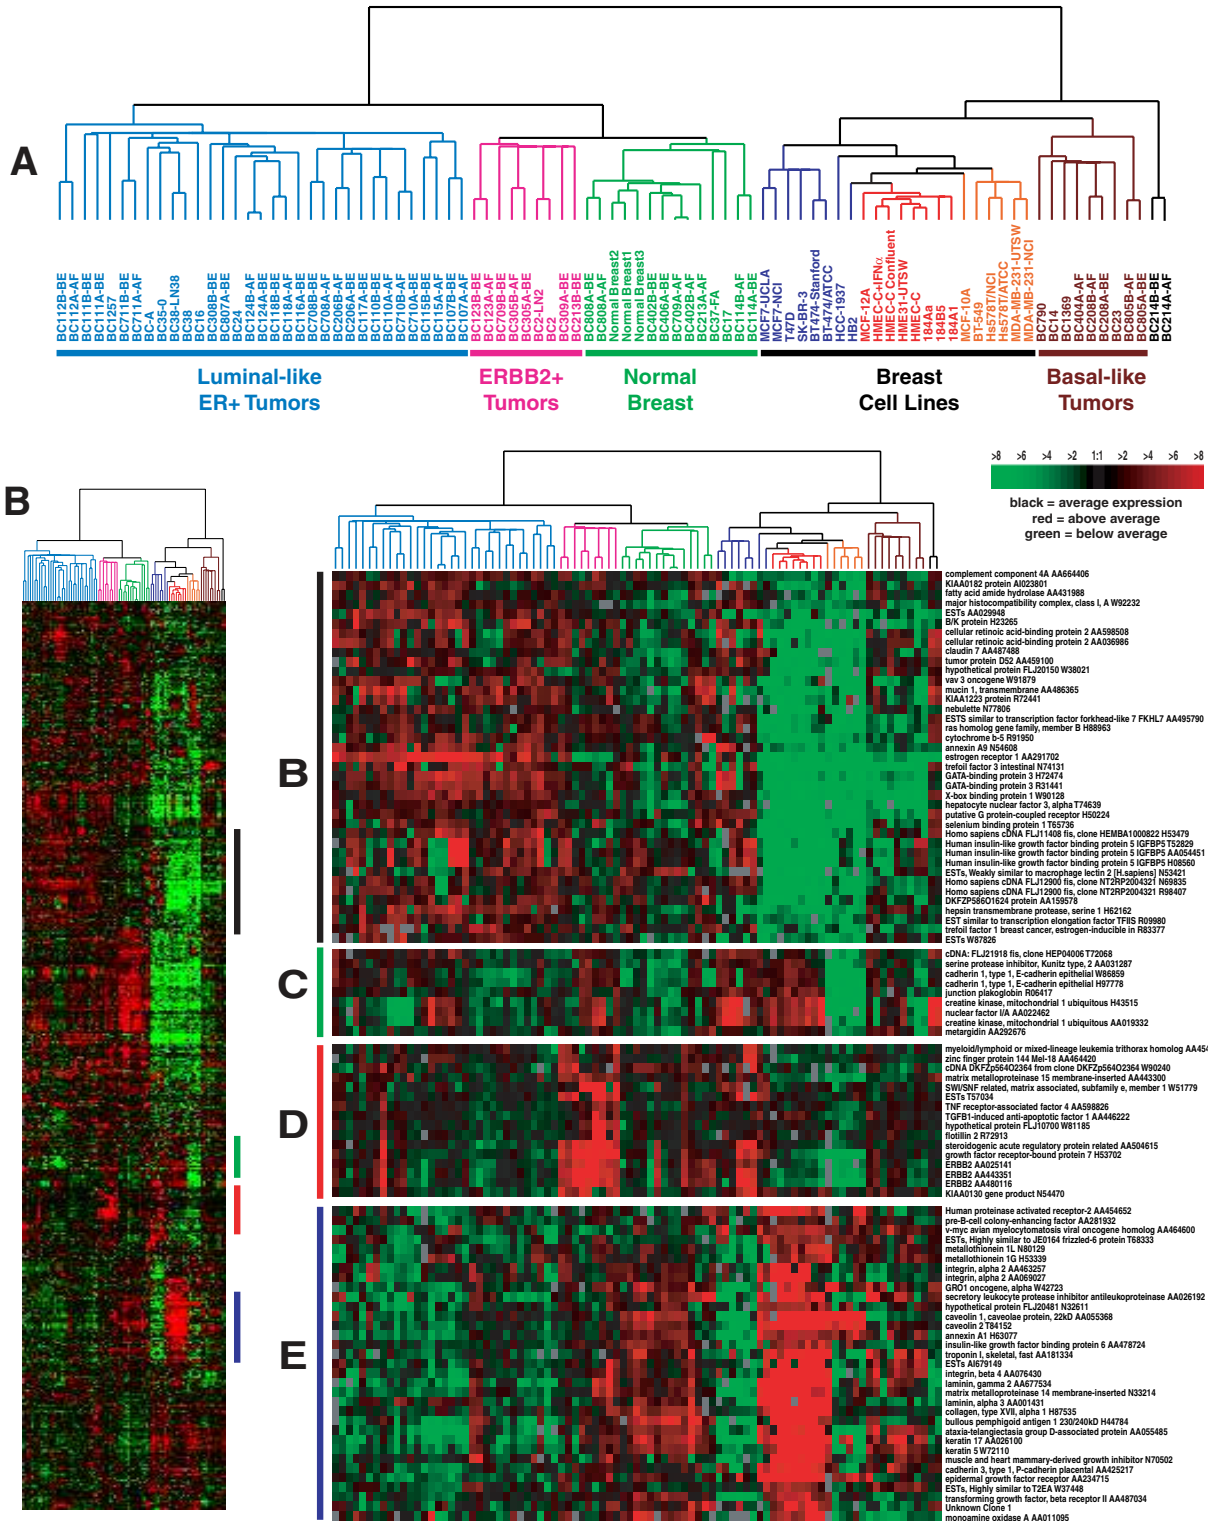 A
BC112B-BE
BC112A-AF
BC111B-BE
BC111A-BE
BC1257
BC711B-BE
BC711A-AF
BC-A
BC35-0
BC38-LN38
BC38
BC16
BC308B-BE
BC807A-BE
BC24
BC124B-AF
BC124A-BE
BC118B-BE
BC118A-AF
BC116A-BE
BC708B-BE
BC708A-AF
BC206B-AF
BC206A-BE
BC117A-BE
BC110B-BE
BC110A-AF
BC710B-AF
BC710A-BE
BC115B-BE
BC115A-AF
BC107B-BE
BC107A-AF
BC123B-BE
BC123A-AF
BC709B-BE
BC305B-AF
BC305A-BE
BC2-LN2
BC2
BC309A-BE
BC213B-BE
BC808A-BE
BC808A-AF
Normal Breast2
Normal Breast1
Normal Breast3
BC402B-BE
BC406A-BE
BC709A-AF
BC402B-AF
BC213A-AF
BC37-FA
BC17
BC114B-AF
BC114A-BE
MCF7-UCLA
MCF7-NCI
T47D
SK-BR-3
BT474-Stanford
BT-474/ATCC
HCC-1937
HB2
MCF-12A
HMEC-C+IFNα
HMEC-C Confluent
HME31-UTSW
HMEC-C
184Aa
184B5
184A1
MCF-10A
BT-549
Hs578T/NCI
Hs578T/ATCC
MDA-MB-231-UTSW
MDA-MB-231-NCI
BC790
BC14
BC1369
BC404A-AF
BC208B-AF
BC208A-BE
BC23
BC805B-AF
BC805A-BE
BC214B-BE
BC214A-AF
Luminal-like
ER+ Tumors
ERBB2+
Tumors
Normal
Breast
Breast
Cell Lines
Basal-like
Tumors
B
>8 >6 >4 >2 1:1 >2 >4 >6 >8
black = average expression
red = above average
green = below average
B
complement component 4A AA664406
KIAA0182 protein AI023801
fatty acid amide hydrolase AA431988
major histocompatibility complex, class I, A W92232
ESTs AA029948
B/K protein H23265
cellular retinoic acid-binding protein 2 AA598508
cellular retinoic acid-binding protein 2 AA036986
claudin 7 AA487488
tumor protein D52 AA459100
hypothetical protein FLJ20150 W38021
vav 3 oncogene W91879
mucin 1, transmembrane AA486365
KIAA1223 protein R72441
nebulette N77806
ESTS similar to transcription factor forkhead-like 7 FKHL7 AA495790
ras homolog gene family, member B H88963
cytochrome b-5 R91950
annexin A9 N54608
estrogen receptor 1 AA291702
trefoil factor 3 intestinal N74131
GATA-binding protein 3 H72474
GATA-binding protein 3 R31441
X-box binding protein 1 W90128
hepatocyte nuclear factor 3, alpha T74639
putative G protein-coupled receptor H50224
selenium binding protein 1 T65736
Homo sapiens cDNA FLJ11408 fis, clone HEMBA1000822 H53479
Human insulin-like growth factor binding protein 5 IGFBP5 T52829
Human insulin-like growth factor binding protein 5 IGFBP5 AA054451
Human insulin-like growth factor binding protein 5 IGFBP5 H08560
ESTs, Weakly similar to macrophage lectin 2 [H.sapiens] N53421
Homo sapiens cDNA FLJ12900 fis, clone NT2RP2004321 N69835
Homo sapiens cDNA FLJ12900 fis, clone NT2RP2004321 R98407
DKFZP586O1624 protein AA159578
hepsin transmembrane protease, serine 1 H62162
EST similar to transcription elongation factor TFIIS R09980
trefoil factor 1 breast cancer, estrogen-inducible in R83377
ESTs W87826
C
cDNA: FLJ21918 fis, clone HEP04006 T72068
serine protease inhibitor, Kunitz type, 2 AA031287
cadherin 1, type 1, E-cadherin epithelial W86859
cadherin 1, type 1, E-cadherin epithelial H97778
junction plakoglobin R06417
creatine kinase, mitochondrial 1 ubiquitous H43515
nuclear factor I/A AA022462
creatine kinase, mitochondrial 1 ubiquitous AA019332
metargidin AA292676
D
myeloid/lymphoid or mixed-lineage leukemia trithorax homolog AA454
zinc finger protein 144 Mel-18 AA464420
cDNA DKFZp564O2364 from clone DKFZp564O2364 W90240
matrix metalloproteinase 15 membrane-inserted AA443300
SWI/SNF related, matrix associated, subfamily e, member 1 W51779
ESTs T57034
TNF receptor-associated factor 4 AA598826
TGFB1-induced anti-apoptotic factor 1 AA446222
hypothetical protein FLJ10700 W81185
flotillin 2 R72913
steroidogenic acute regulatory protein related AA504615
growth factor receptor-bound protein 7 H53702
ERBB2 AA025141
ERBB2 AA443351
ERBB2 AA480116
KIAA0130 gene product N54470
E
Human proteinase activated receptor-2 AA454652
pre-B-cell colony-enhancing factor AA281932
v-myc avian myelocytomatosis viral oncogene homolog AA464600
ESTs, Highly similar to JE0164 frizzled-6 protein T68333
metallothionein 1L N80129
metallothionein 1G H53339
integrin, alpha 2 AA463257
integrin, alpha 2 AA069027
GRO1 oncogene, alpha W42723
secretory leukocyte protease inhibitor antileukoproteinase AA026192
hypothetical protein FLJ20481 N32611
caveolin 1, caveolae protein, 22kD AA055368
caveolin 2 T84152
annexin A1 H63077
insulin-like growth factor binding protein 6 AA478724
troponin I, skeletal, fast AA181334
ESTs AI679149
integrin, beta 4 AA076430
laminin, gamma 2 AA677534
matrix metalloproteinase 14 membrane-inserted N33214
laminin, alpha 3 AA001431
collagen, type XVII, alpha 1 H87535
bullous pemphigoid antigen 1 230/240kD H44784
ataxia-telangiectasia group D-associated protein AA055485
keratin 17 AA026100
keratin 5 W72110
muscle and heart mammary-derived growth inhibitor N70502
cadherin 3, type 1, P-cadherin placental AA425217
epidermal growth factor receptor AA234715
ESTs, Highly similar to T2EA W37448
transforming growth factor, beta receptor II AA487034
Unknown Clone 1
monoamine oxidase A AA011095